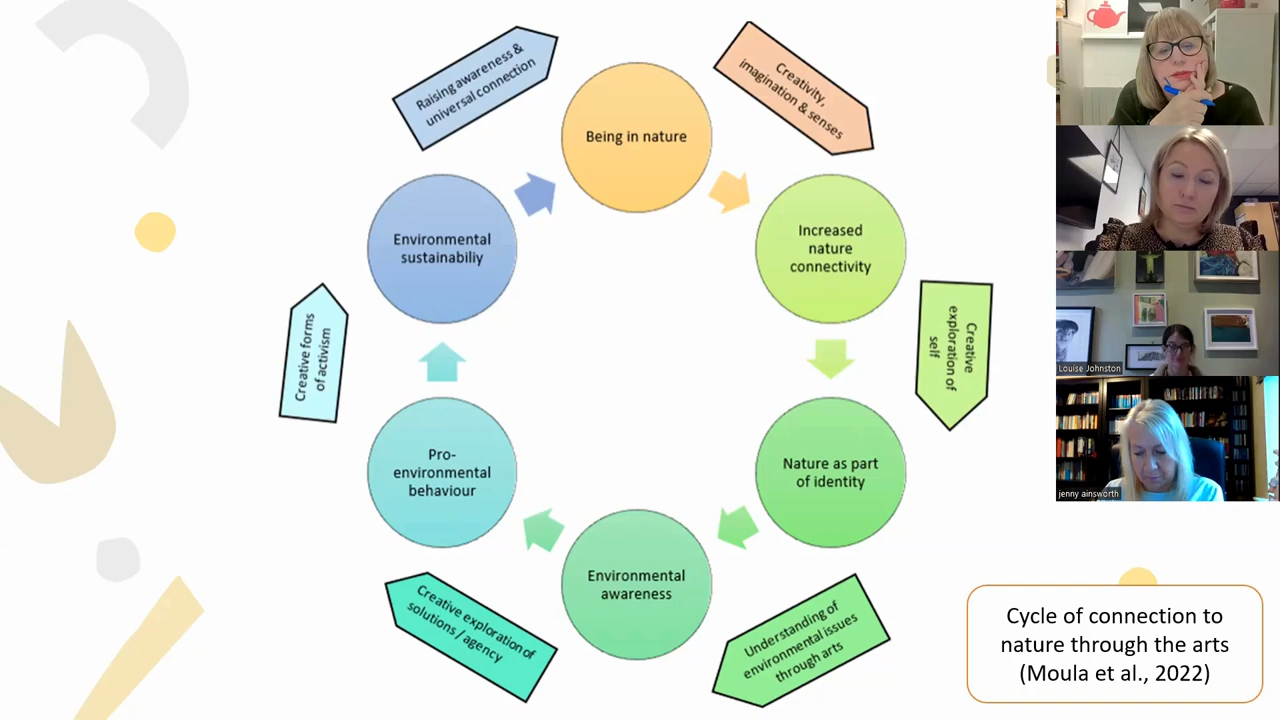 Raising awareness &
universal connection
Being in nature
Creativity,
imagination & senses
Increased
nature
connectivity
Creative
exploration of
self
Nature as part
of identity
Understanding of
environmental issues
through arts
Environmental
awareness
Creative exploration of
solutions / agency
Pro-
environmental
behaviour
Creative forms
of activism
Environmental
sustainabiliy
Cycle of connection to
nature through the arts
(Moula et al., 2022)
Louise Johnston
jenny ainsworth